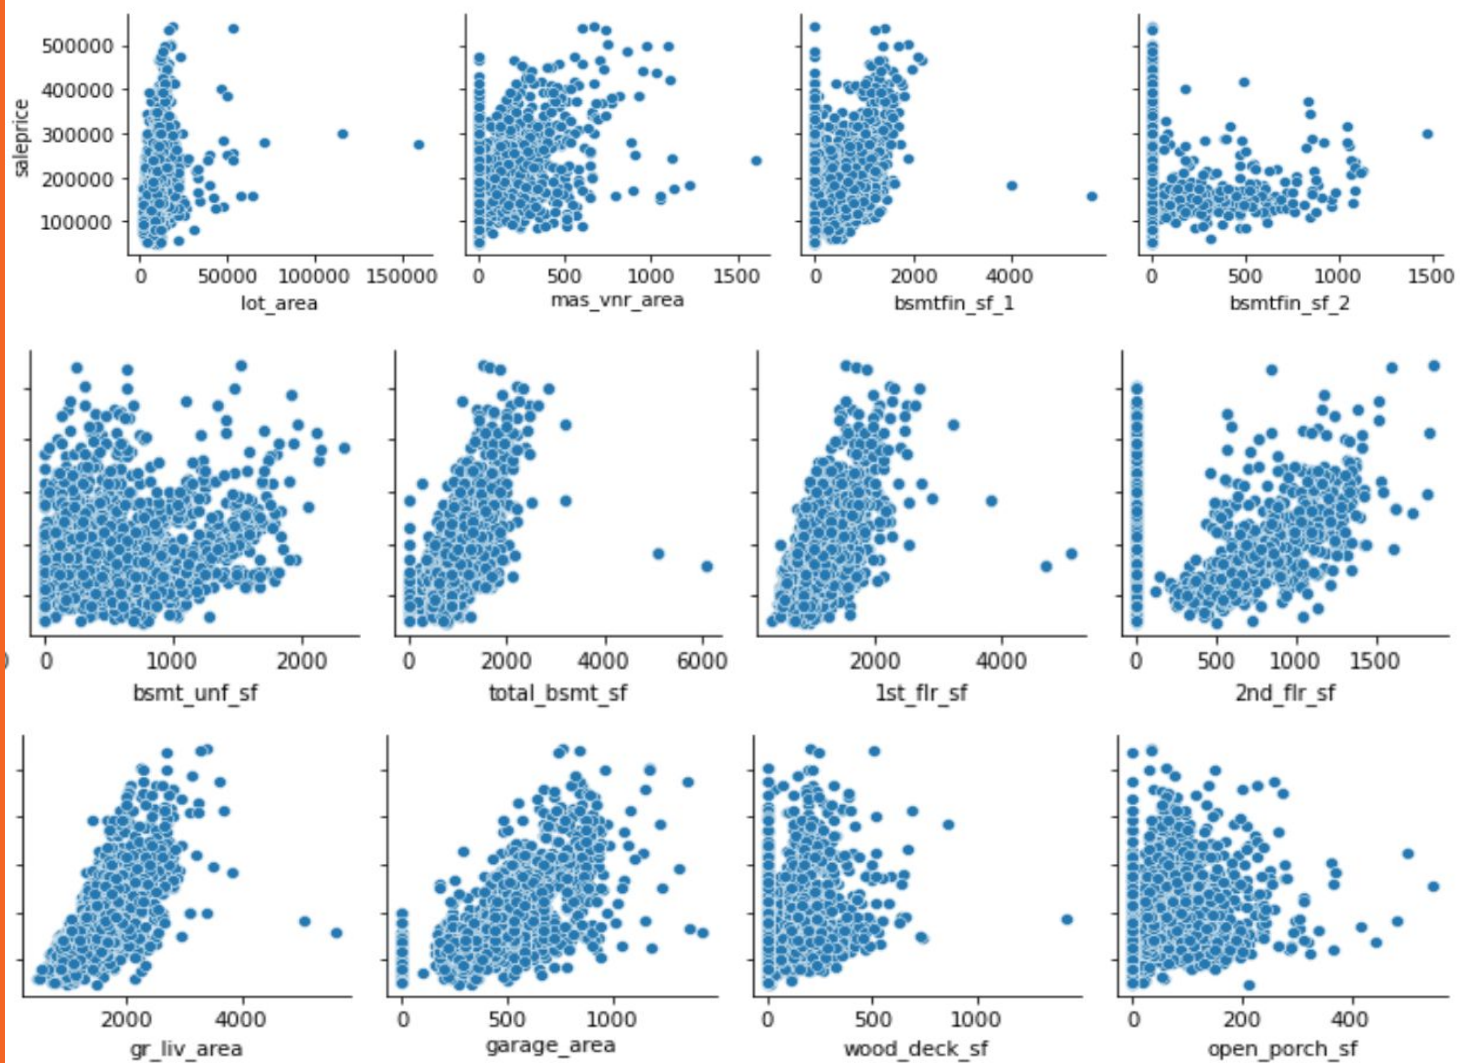 saleprice
500000
400000
300000
200000
100000
0 50000 100000 150000
lot_area
0 500 1000 1500
mas_vnr_area
0 2000 4000
bsmtfin_sf_1
0 500 1000 1500
bsmtfin_sf_2
0 0 1000 2000
bsmt_unf_sf
0 2000 4000 6000
total_bsmt_sf
2000 4000
1st_flr_sf
0 500 1000 1500
2nd_flr_sf
2000 4000
gr_liv_area
0 500 1000
garage_area
0 500 1000
wood_deck_sf
0 200 400
open_porch_sf